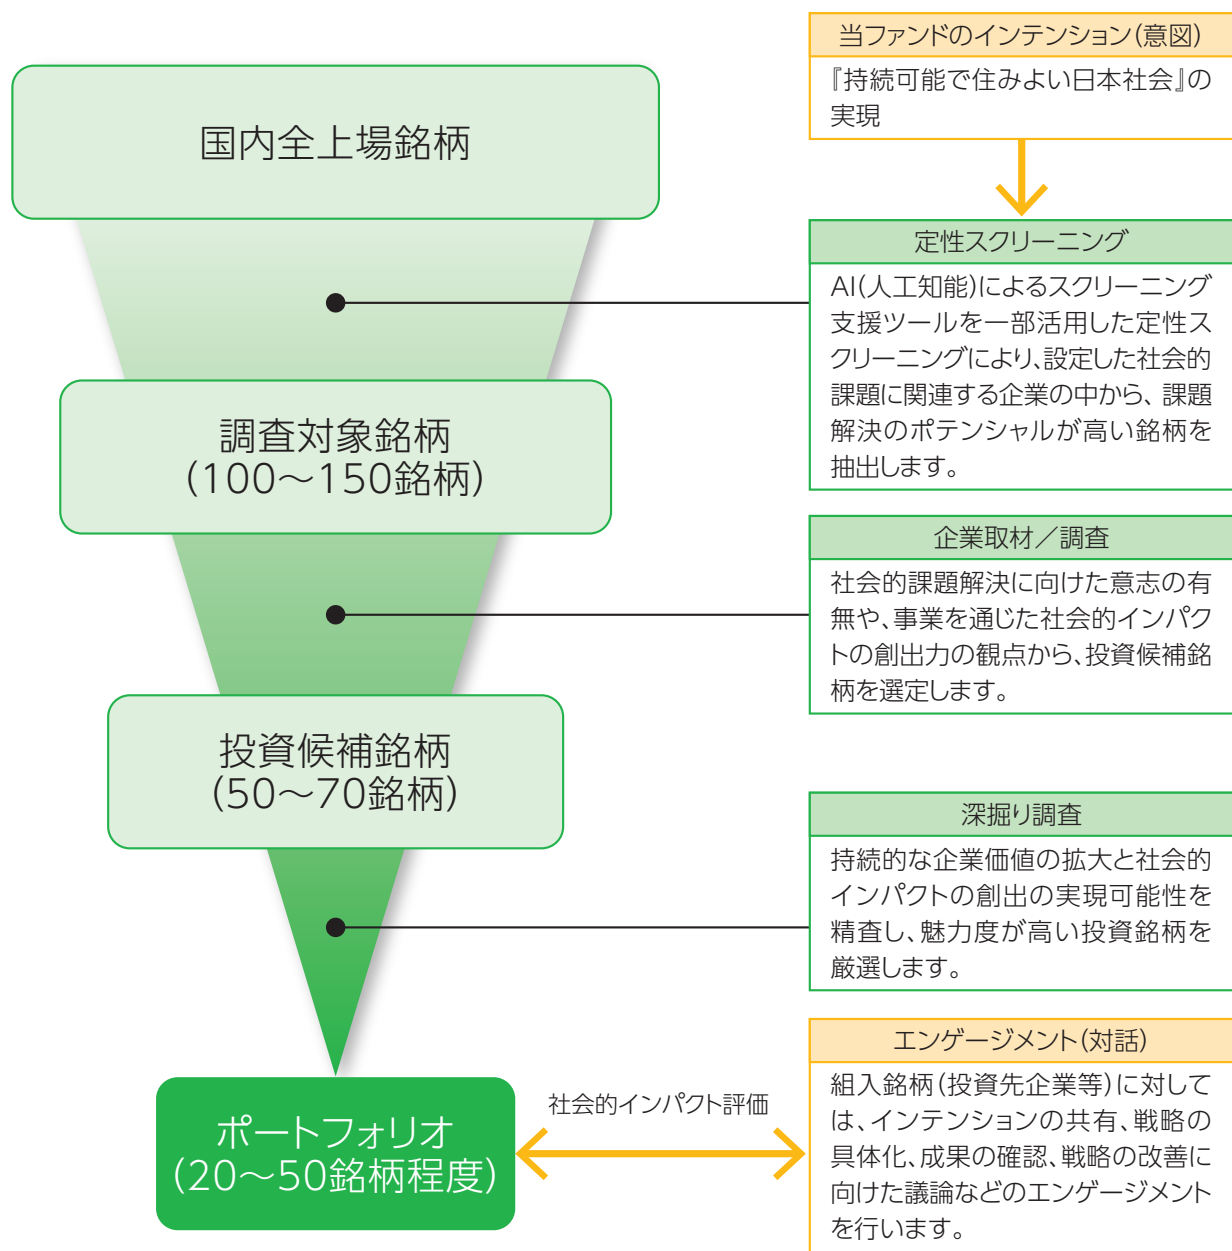 国内全上場銘柄
調査対象銘柄
(100～150銘柄)
投資候補銘柄
(50～70銘柄)
ポートフォリオ
(20～50銘柄程度)
社会的インパクト評価
当ファンドのインテンション(意図)
『持続可能で住みよい日本社会』の
実現
定性スクリーニング
AI(人工知能)によるスクリーニング
支援ツールを一部活用した定性ス
クリーニングにより、設定した社会的
課題に関連する企業の中から、課題
解決のポテンシャルが高い銘柄を
抽出します。
企業取材／調査
社会的課題解決に向けた意志の有
無や、事業を通じた社会的インパク
トの創出力の観点から、投資候補銘
柄を選定します。
深掘り調査
持続的な企業価値の拡大と社会的
インパクトの創出の実現可能性を
精査し、魅力度が高い投資銘柄を
厳選します。
エンゲージメント(対話)
組入銘柄(投資先企業等)に対して
は、インテンションの共有、戦略の
具体化、成果の確認、戦略の改善に
向けた議論などのエンゲージメント
を行います。